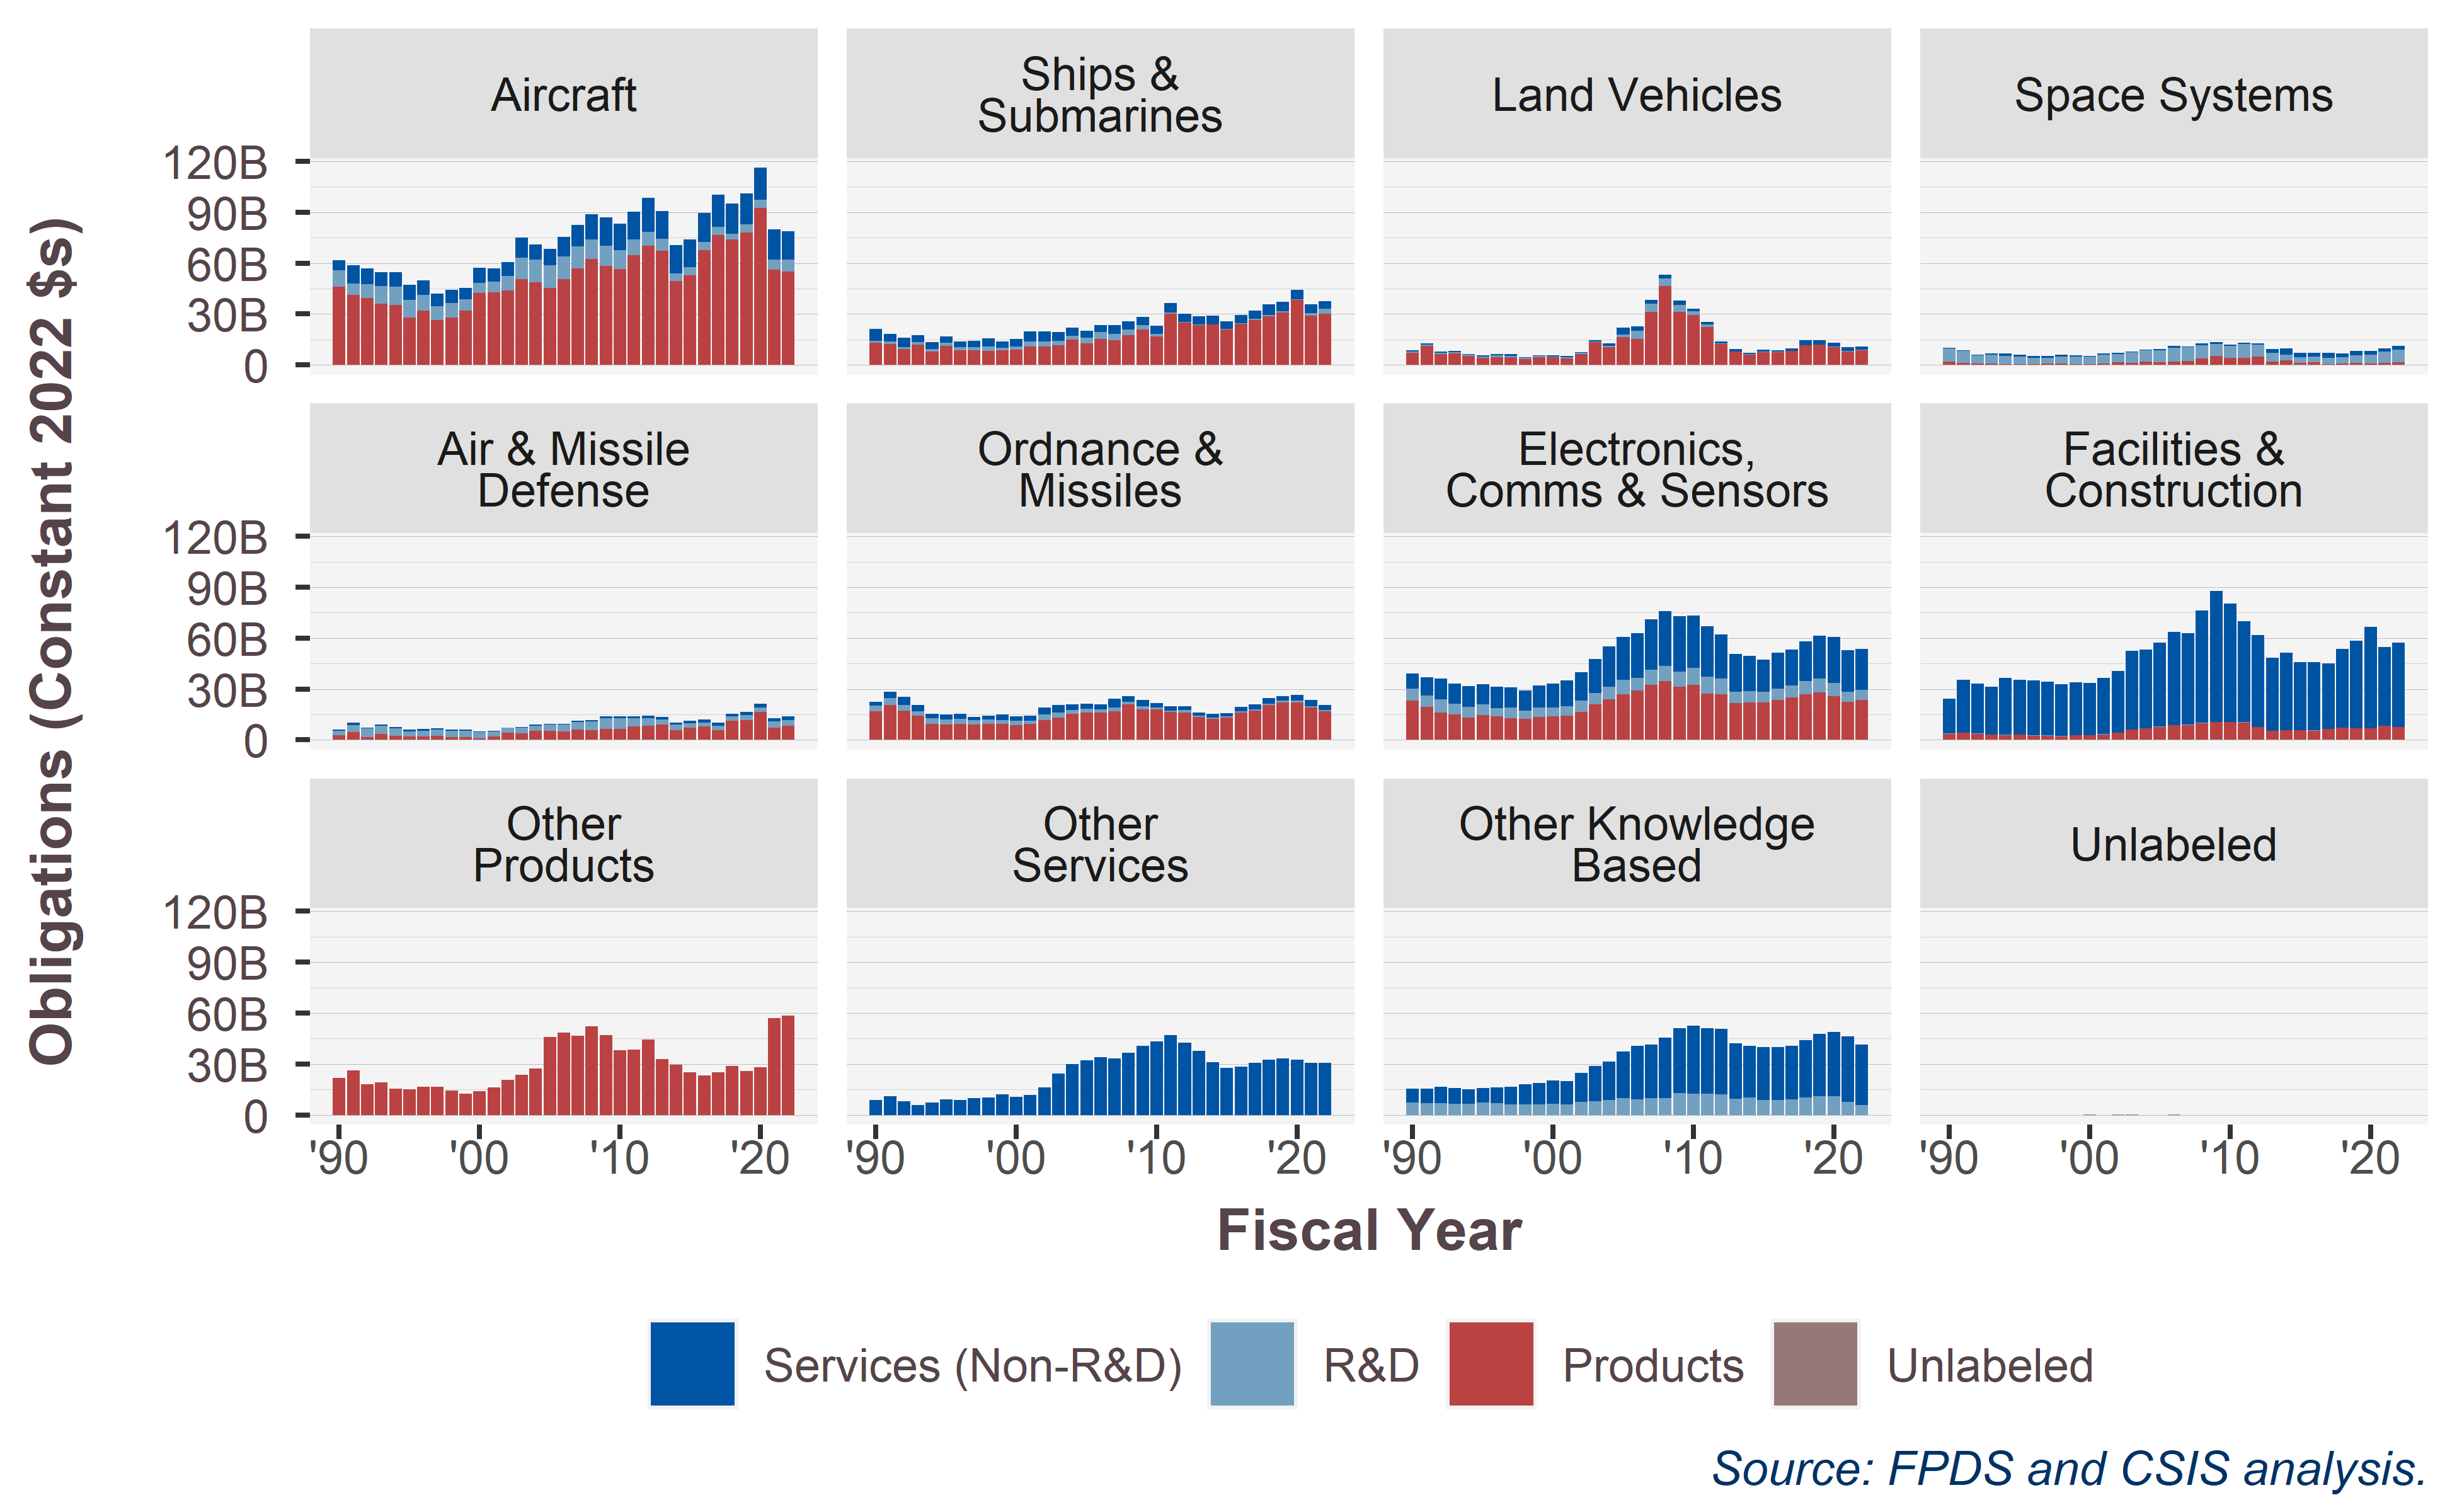 Aircraft
Ships &
Submarines
Land Vehicles
Space Systems
120B
90B
60B
30B
0
Air & Missile
Defense
Ordnance &
Missiles
Electronics,
Comms & Sensors
Facilities &
Construction
120B
90B
60B
30B
0
Other
Products
Other
Services
Other Knowledge
Based
Unlabeled
120B
90B
60B
30B
0
Obligations (Constant 2022 $s)
'90 '00 '10 '20
'90 '00 '10 '20
'90 '00 '10 '20
'90 '00 '10 '20
Fiscal Year
Services (Non-R&D) R&D Products Unlabeled
Source: FPDS and CSIS analysis.